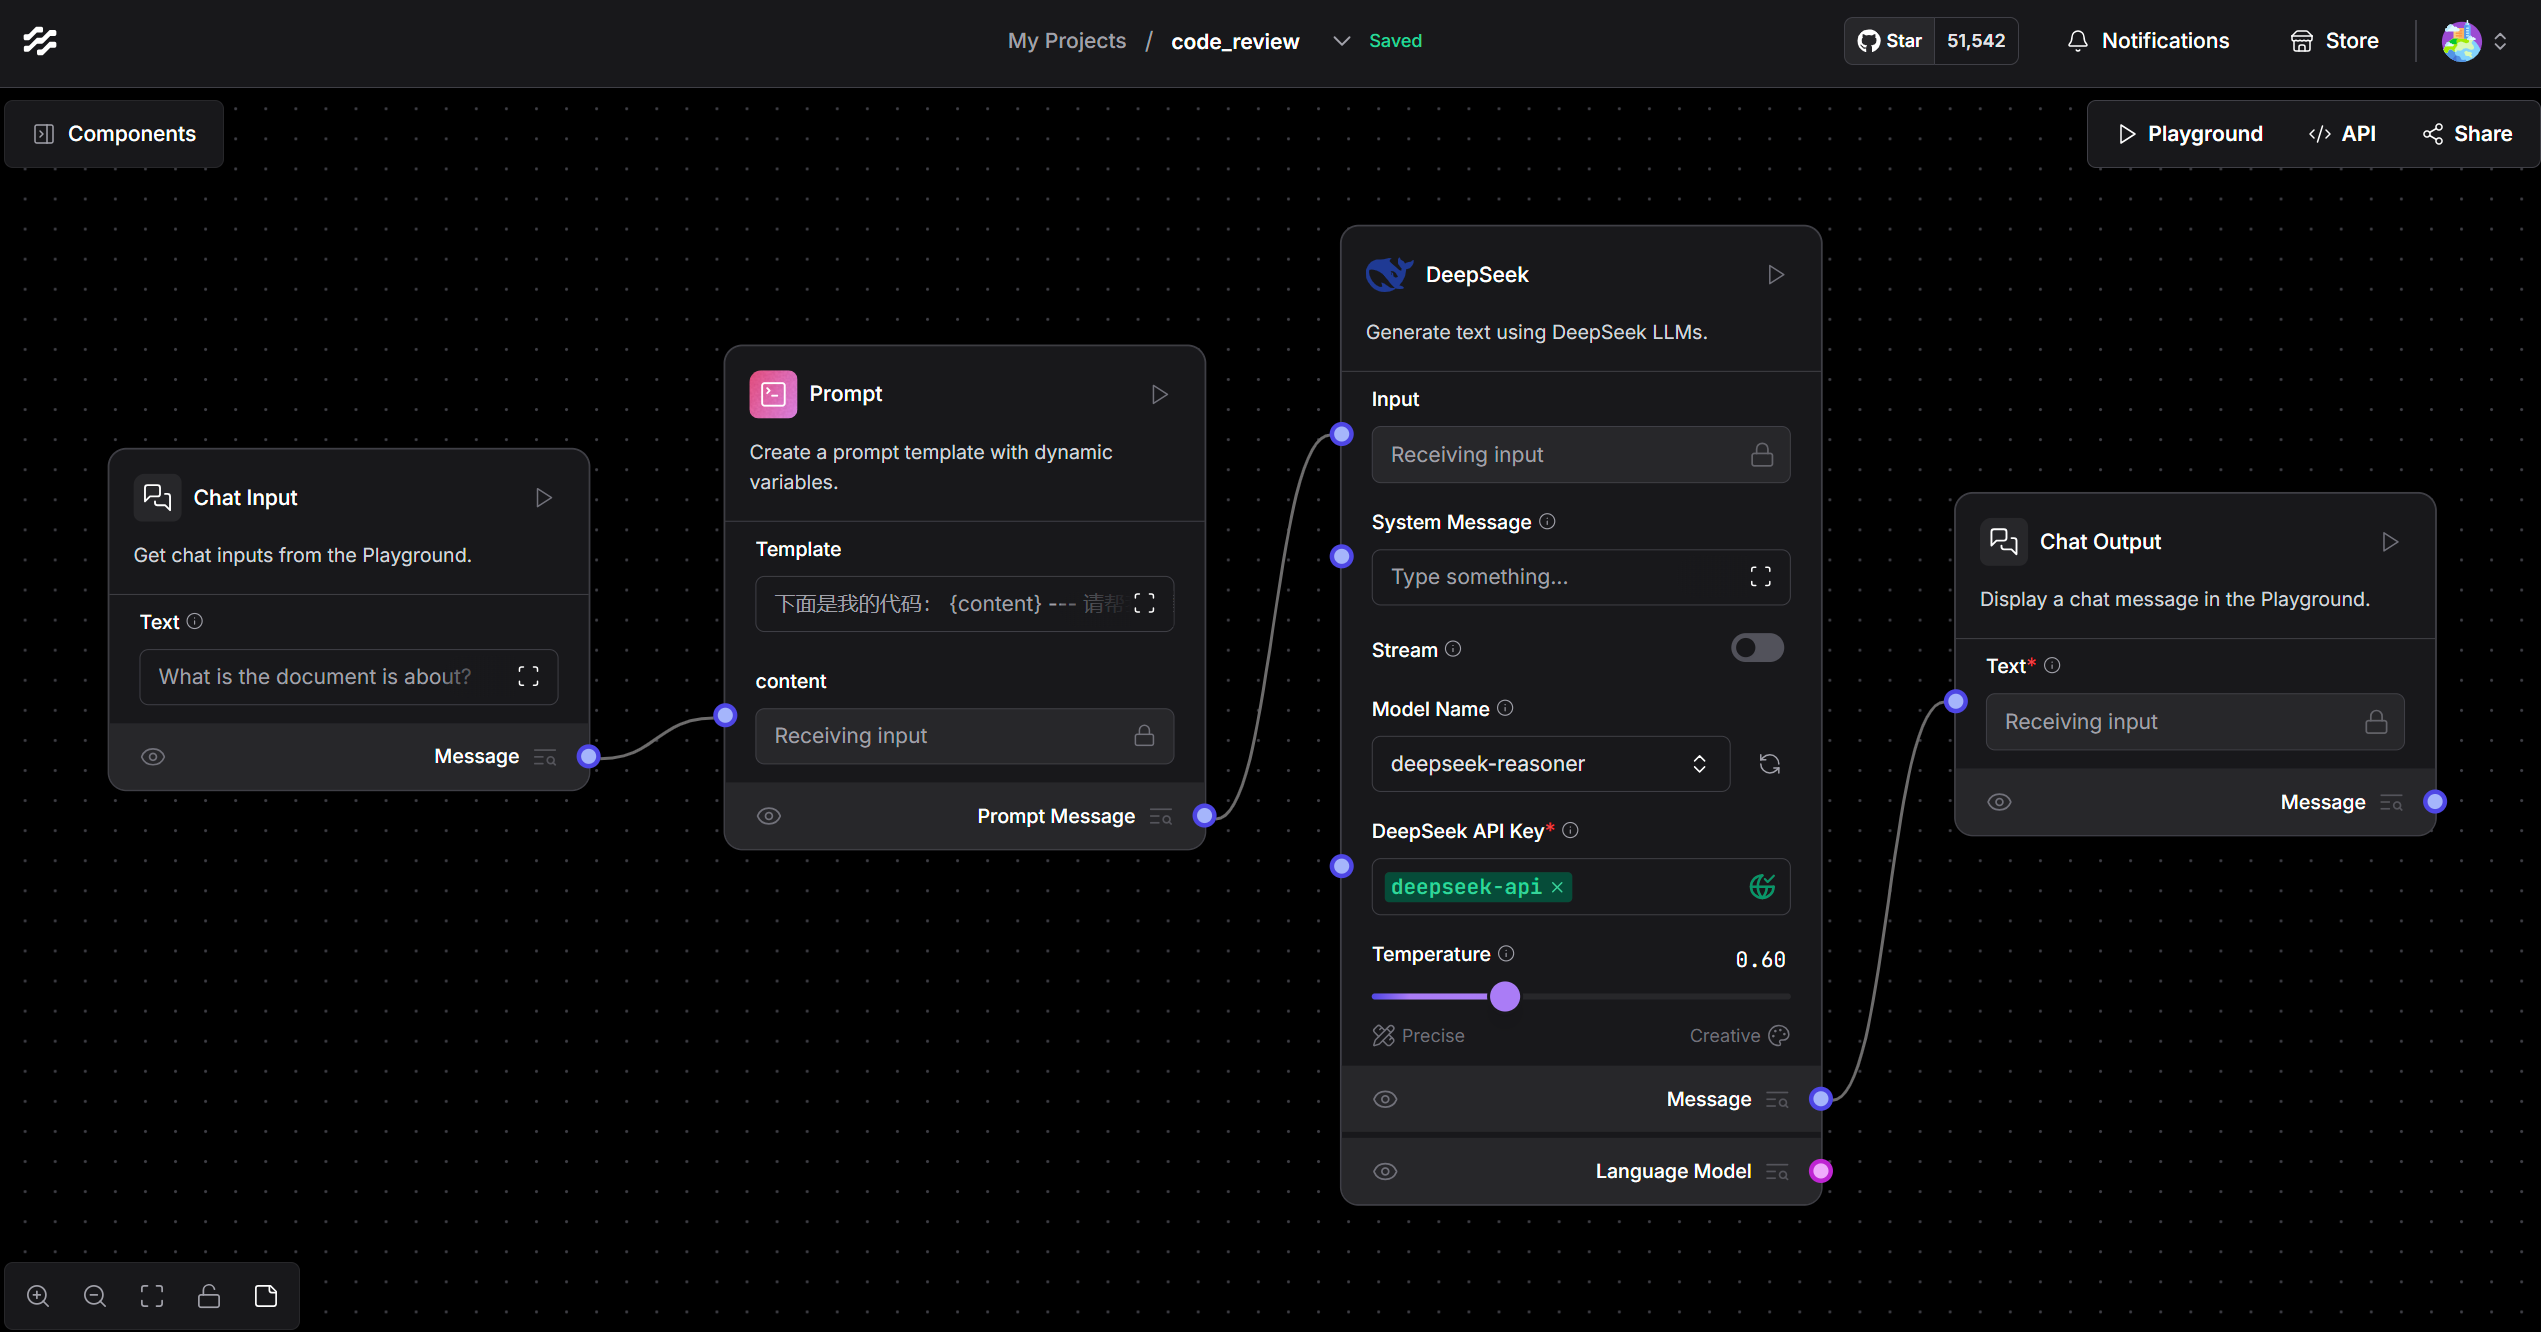 My Projects / code_review Saved
Star 51,542
Notifications
Store
Components
Playground
API
Share
Chat Input
Get chat inputs from the Playground.
Text
What is the document is about?
Message
Prompt
Create a prompt template with dynamic
variables.
Template
下面是我的代码： {content} --- 请帮
content
Receiving input
Prompt Message
DeepSeek
Generate text using DeepSeek LLMs.
Input
Receiving input
System Message
Type something...
Stream
Model Name
deepseek-reasoner
DeepSeek API Key*
deepseek-api ×
Temperature
0.60
Precise
Creative
Message
Language Model
Chat Output
Display a chat message in the Playground.
Text*
Receiving input
Message